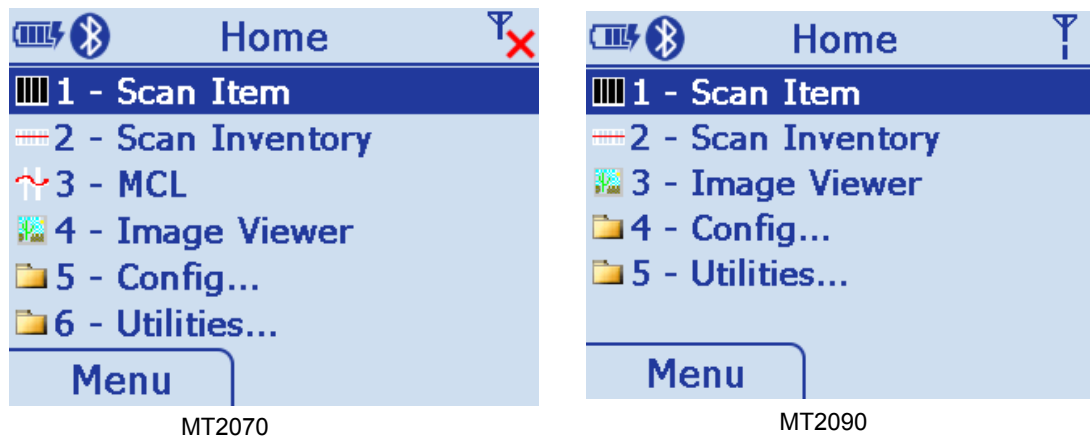 Home
1 - Scan Item
2 - Scan Inventory
3 - MCL
4 - Image Viewer
5 - Config...
6 - Utilities...
Menu
MT2070
Home
1 - Scan Item
2 - Scan Inventory
3 - Image Viewer
4 - Config...
5 - Utilities...
Menu
MT2090